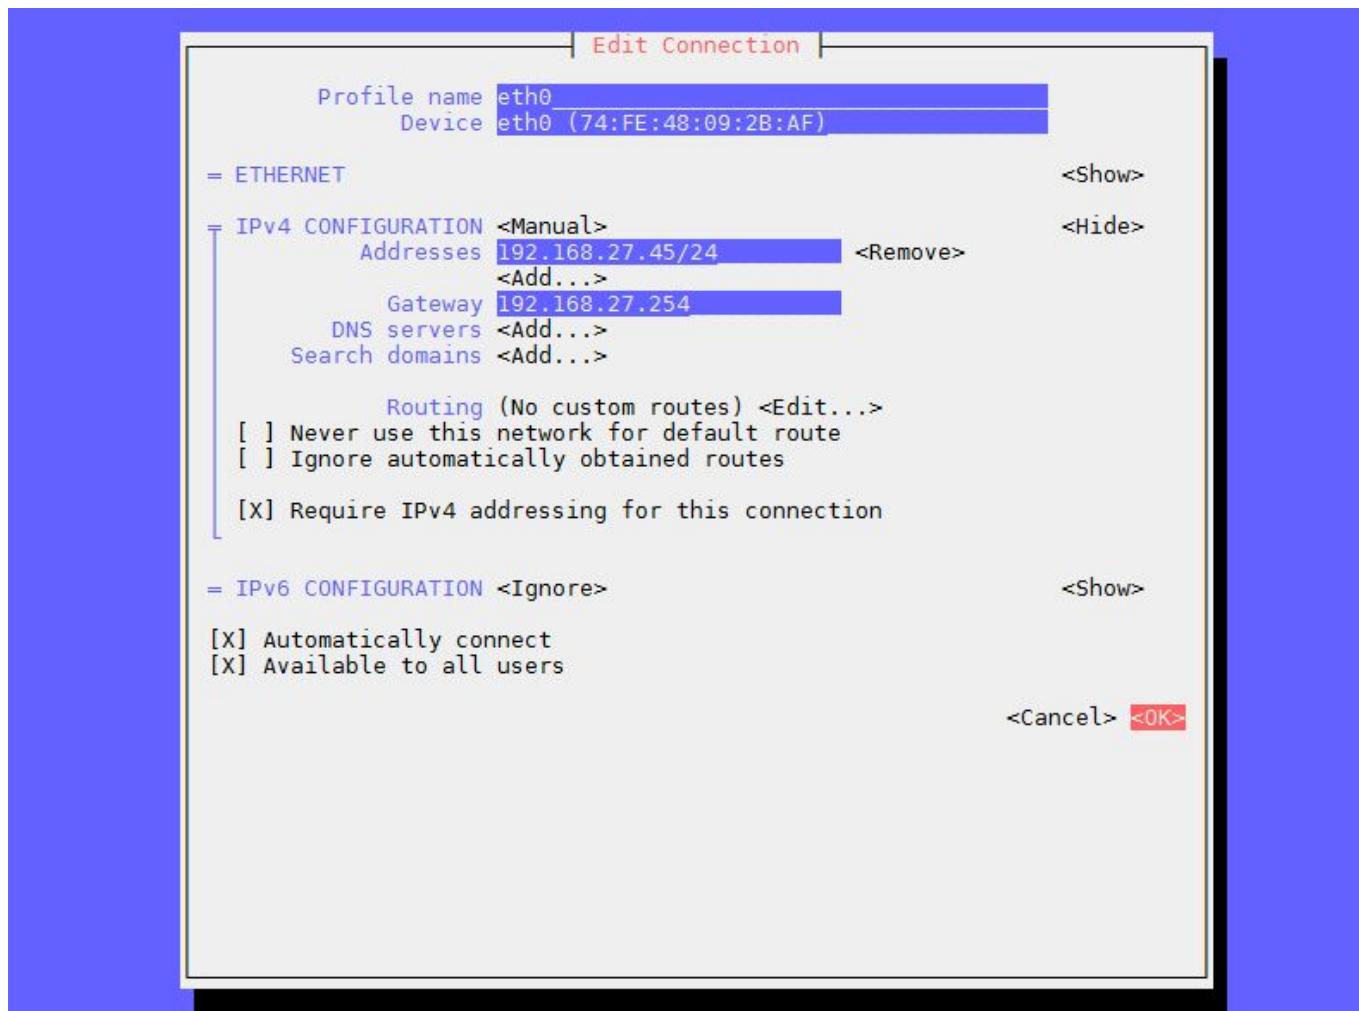 Edit Connection
Profile name eth0
Device eth0 (74:FE:48:09:2B:AF)
= ETHERNET <Show>
IPv4 CONFIGURATION <Manual> <Hide>
Addresses 192.168.27.45/24 <Remove>
<Add...>
Gateway 192.168.27.254
DNS servers <Add...>
Search domains <Add...>
Routing (No custom routes) <Edit...>
[ ] Never use this network for default route
[ ] Ignore automatically obtained routes
[X] Require IPv4 addressing for this connection
= IPv6 CONFIGURATION <Ignore> <Show>
[X] Automatically connect
[X] Available to all users
<Cancel> <OK>